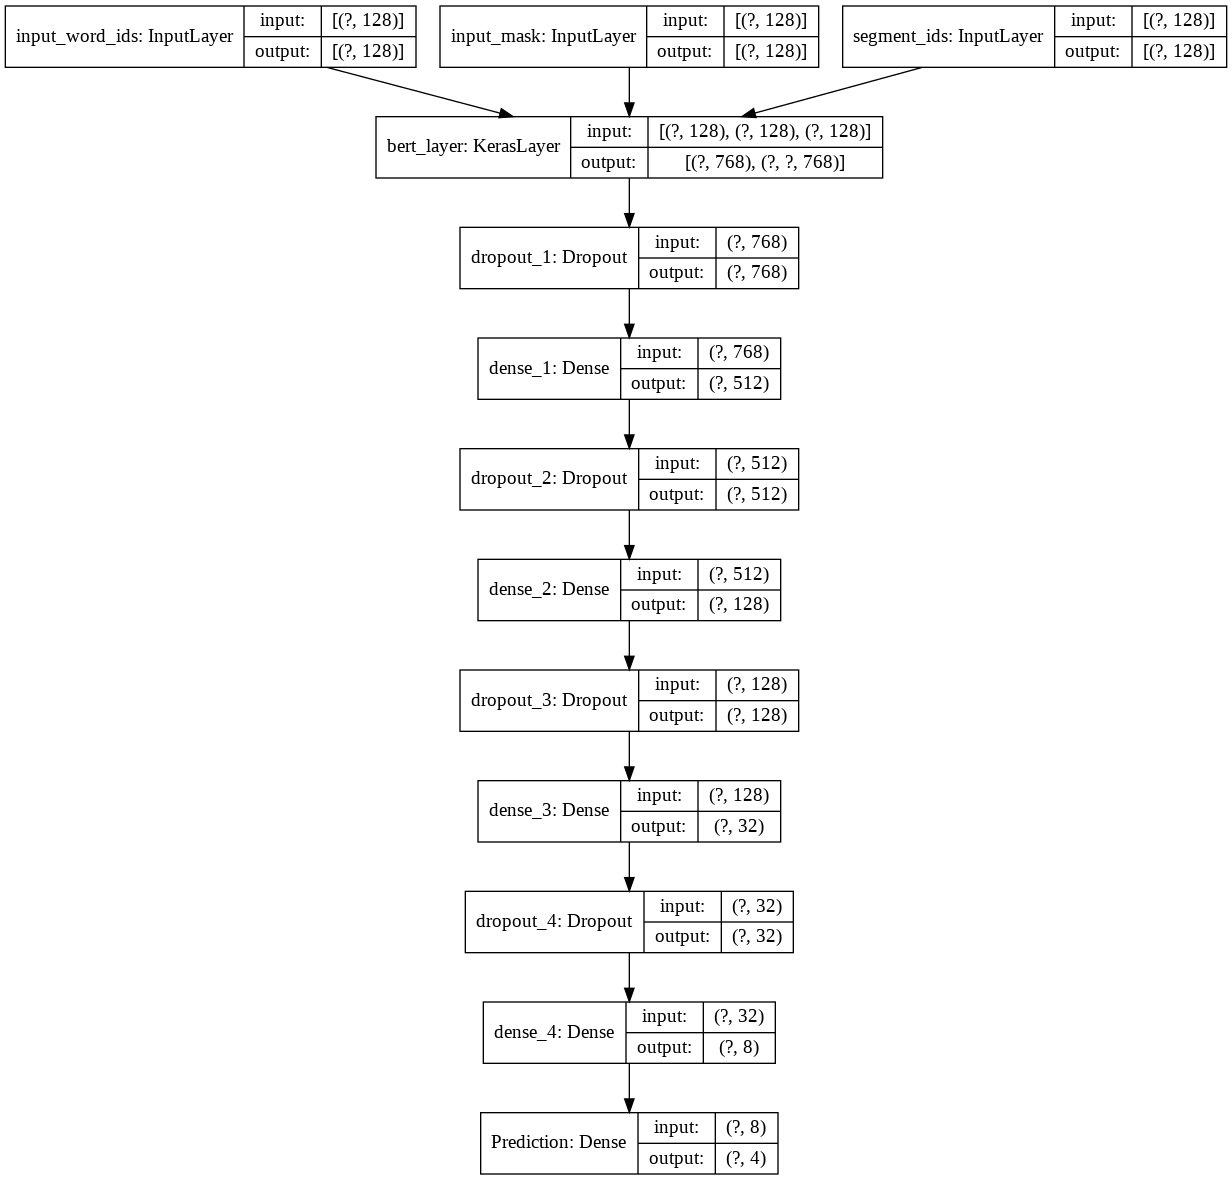 input_word_ids: InputLayer input: [(?, 128)] output: [(?, 128)]
input_mask: InputLayer input: [(?, 128)] output: [(?, 128)]
segment_ids: InputLayer input: [(?, 128)] output: [(?, 128)]
bert_layer: KerasLayer input: [(?, 128), (?, 128), (?, 128)] output: [(?, 768), (?, ?, 768)]
dropout_1: Dropout input: (?, 768) output: (?, 768)
dense_1: Dense input: (?, 768) output: (?, 512)
dropout_2: Dropout input: (?, 512) output: (?, 512)
dense_2: Dense input: (?, 512) output: (?, 128)
dropout_3: Dropout input: (?, 128) output: (?, 128)
dense_3: Dense input: (?, 128) output: (?, 32)
dropout_4: Dropout input: (?, 32) output: (?, 32)
dense_4: Dense input: (?, 32) output: (?, 8)
Prediction: Dense input: (?, 8) output: (?, 4)